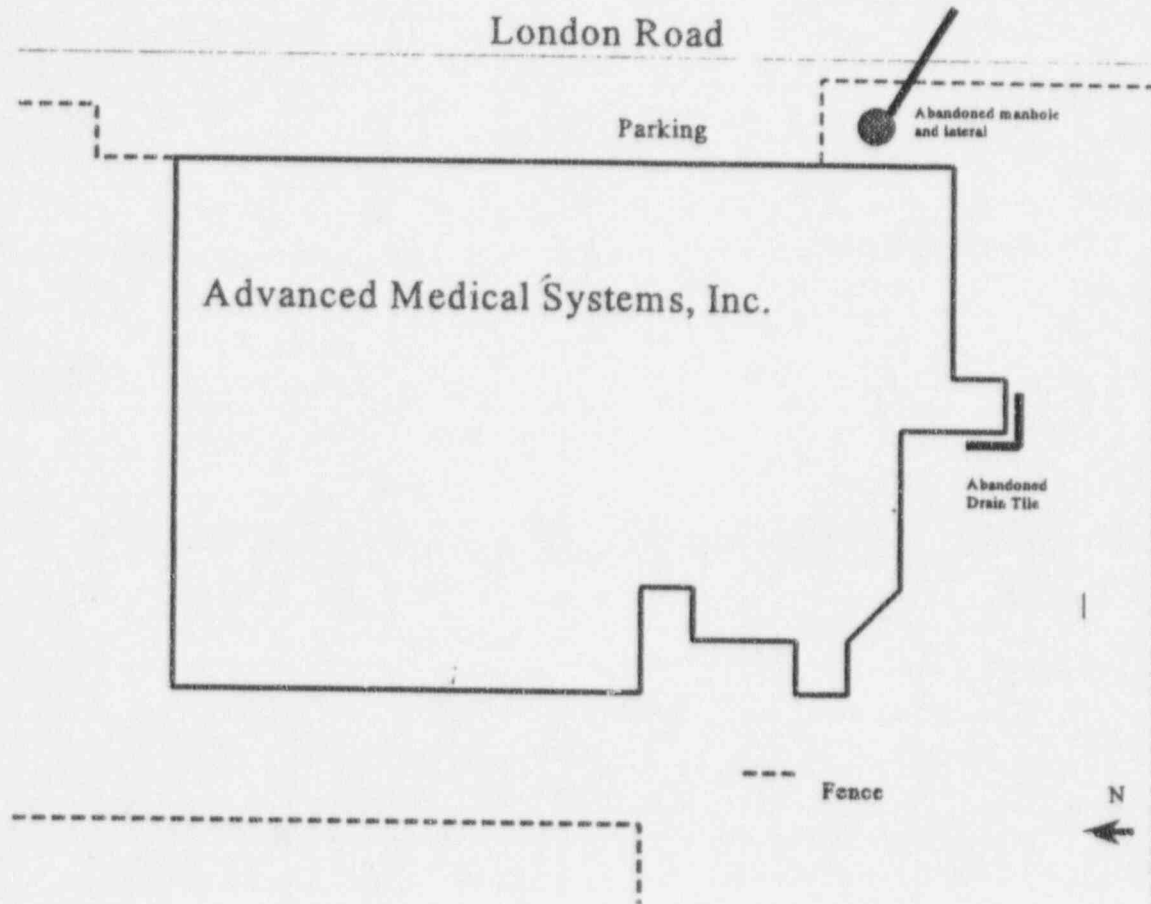 London Road
Parking
Abandoned manhole
and lateral
Advanced Medical Systems, Inc.
Abandoned
Drain Tile
Fence
N